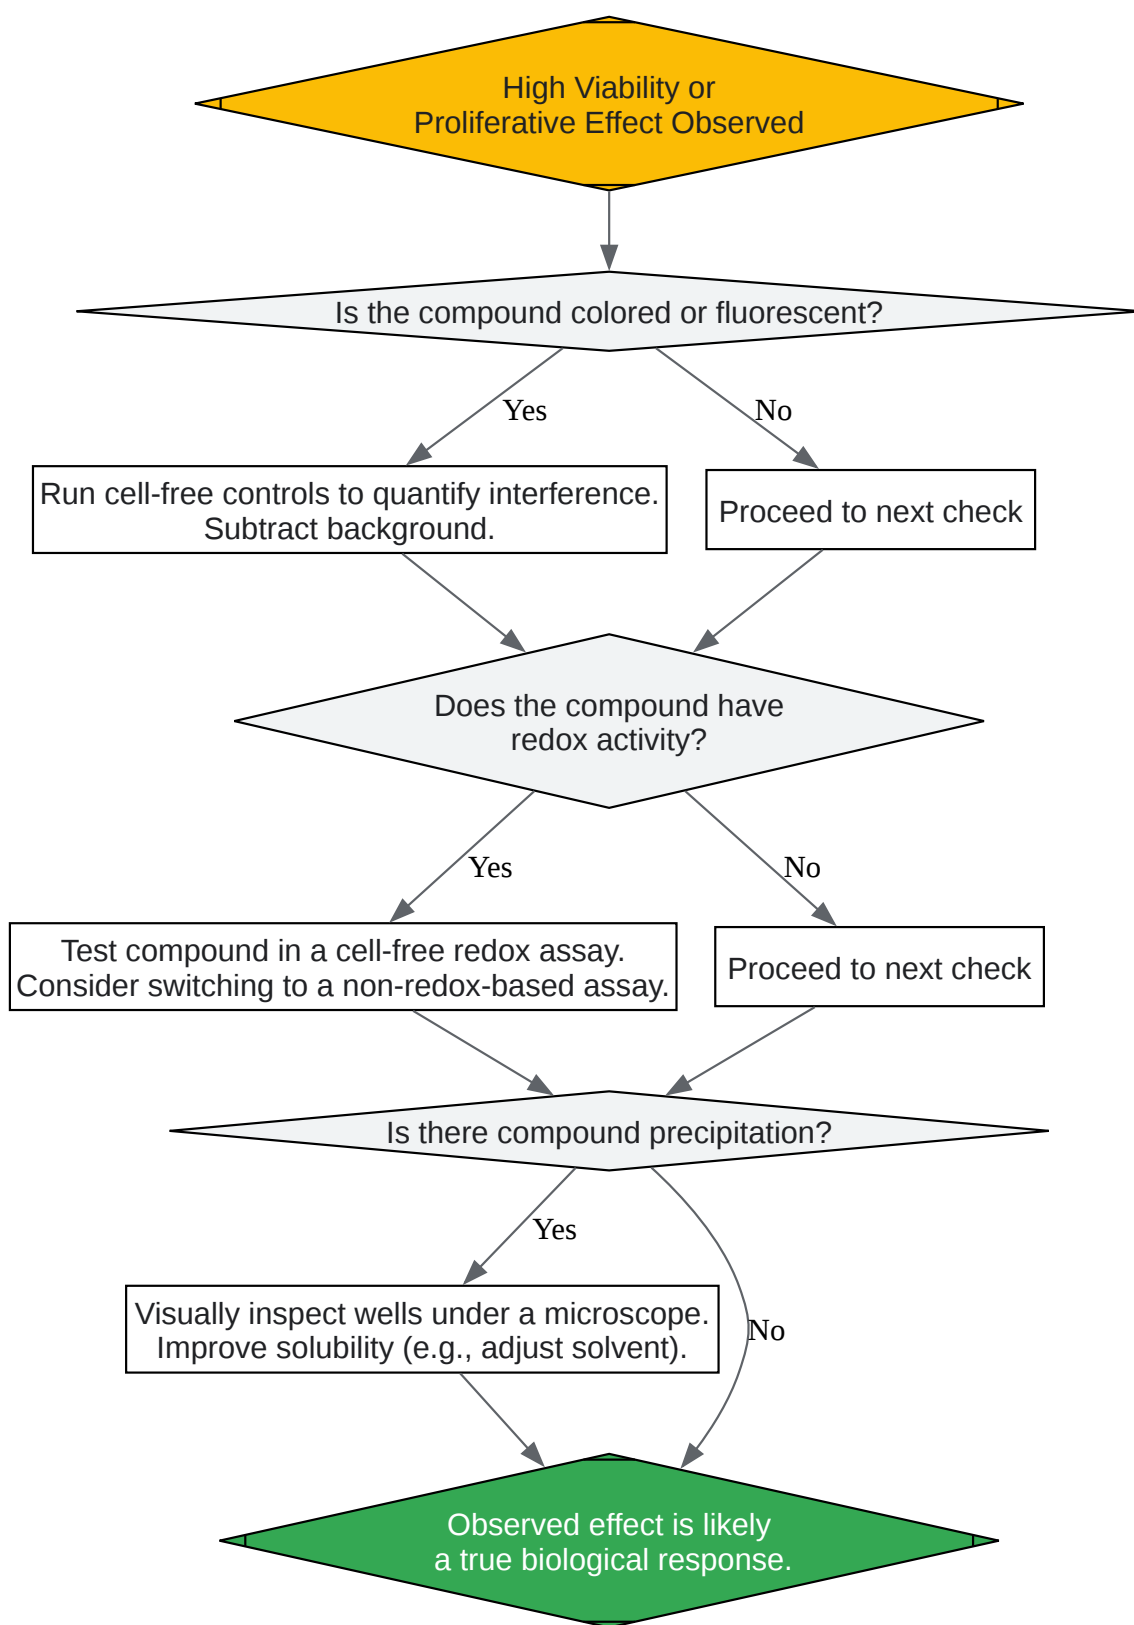 High Viability or
Proliferative Effect Observed
Is the compound colored or fluorescent?
Yes
No
Run cell-free controls to quantify interference.
Subtract background.
Proceed to next check
Does the compound have
redox activity?
Yes
No
Test compound in a cell-free redox assay.
Consider switching to a non-redox-based assay.
Proceed to next check
Is there compound precipitation?
Yes
Visually inspect wells under a microscope.
Improve solubility (e.g., adjust solvent).
No
Observed effect is likely
a true biological response.